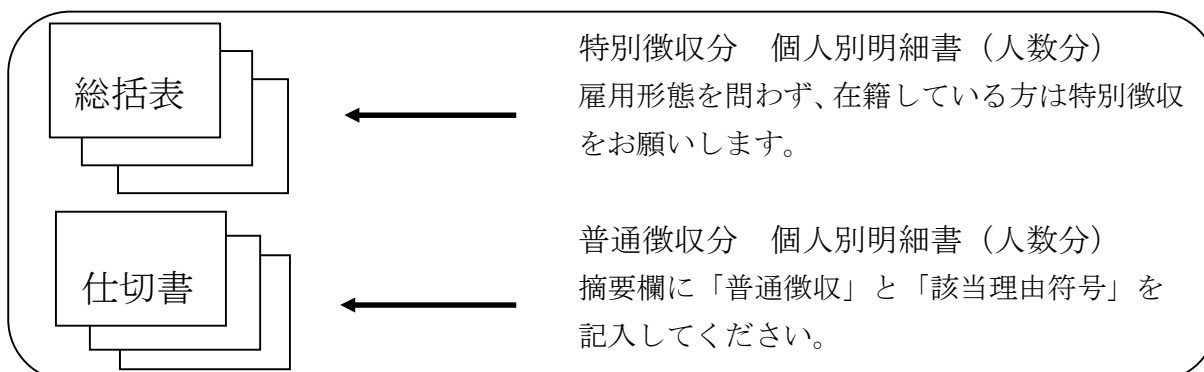 総括表
特別徴収分　個人別明細書（人数分）
雇用形態を問わず、在籍している方は特別徴収
をお願いします。
仕切書
普通徴収分　個人別明細書（人数分）
摘要欄に「普通徴収」と「該当理由符号」を
記入してください。